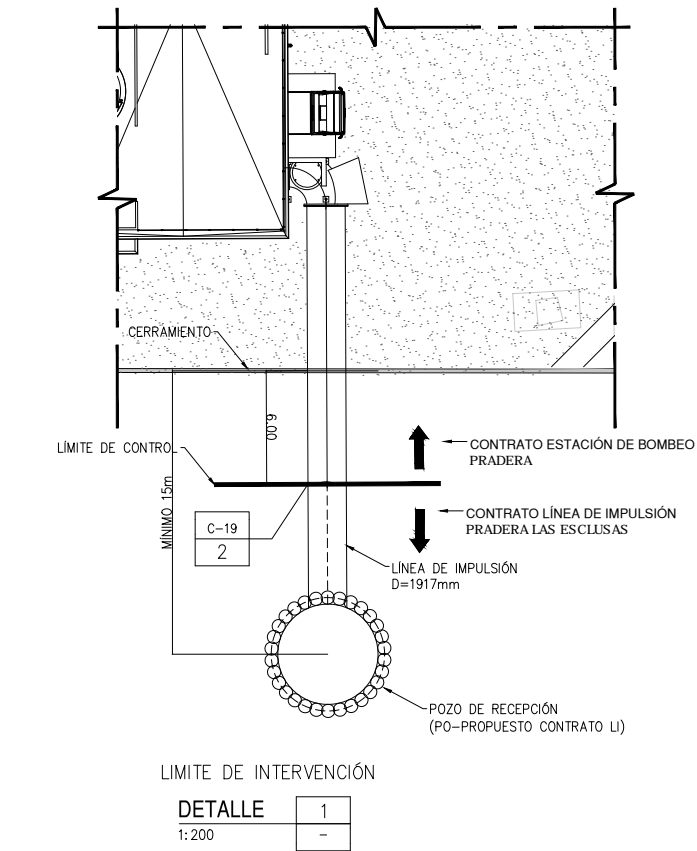 CERRAMIENTO
6.00
LÍMITE DE CONTROL
CONTRATO ESTACIÓN DE BOMBEO
PRADERA
MÍNIMO 15m
C-19
2
CONTRATO LÍNEA DE IMPULSIÓN
PRADERA LAS ESCLUSAS
LÍNEA DE IMPULSIÓN
D=1917mm
POZO DE RECEPCIÓN
(PO-PROPUESTO CONTRATO LI)
LIMITE DE INTERVENCIÓN
DETALLE
1
1:200
-